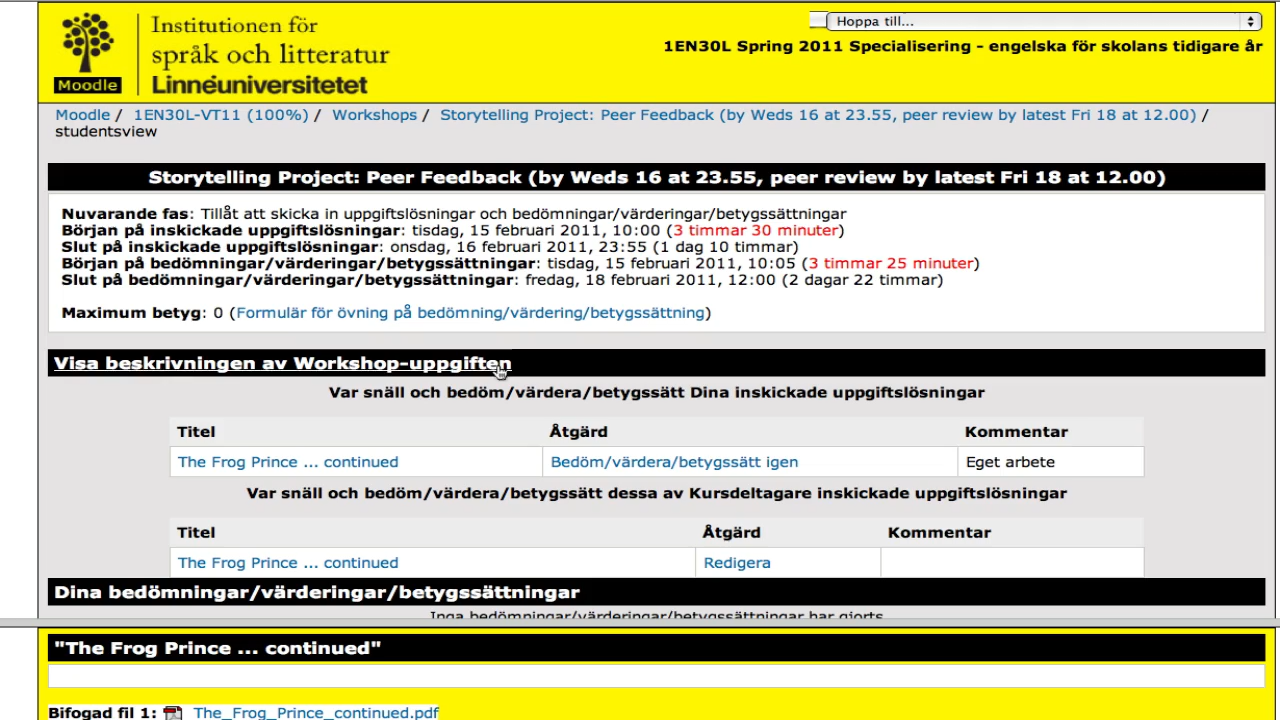 Institutionen för
språk och litteratur
Linnéuniversitetet
Moodle
Hoppa till...
1EN30L Spring 2011 Specialisering - engelska för skolans tidigare år
Moodle / 1EN30L-VT11 (100%) / Workshops / Storytelling Project: Peer Feedback (by Weds 16 at 23.55, peer review by latest Fri 18 at 12.00) /
studentsview
Storytelling Project: Peer Feedback (by Weds 16 at 23.55, peer review by latest Fri 18 at 12.00)
Nuvarande fas: Tillåt att skicka in uppgiftslösningar och bedömningar/värderingar/betygssättningar
Början på inskickade uppgiftslösningar: tisdag, 15 februari 2011, 10:00 (3 timmar 30 minuter)
Slut på inskickade uppgiftslösningar: onsdag, 16 februari 2011, 23:55 (1 dag 10 timmar)
Början på bedömningar/värderingar/betygssättningar: tisdag, 15 februari 2011, 10:05 (3 timmar 25 minuter)
Slut på bedömningar/värderingar/betygssättningar: fredag, 18 februari 2011, 12:00 (2 dagar 22 timmar)
Maximum betyg: 0 (Formulär för övning på bedömning/värdering/betygssättning)
Visa beskrivningen av Workshop-uppgiften
Var snäll och bedöm/värdera/betygssätt Dina inskickade uppgiftslösningar
Titel Åtgärd Kommentar
The Frog Prince ... continued Bedöm/värdera/betygssätt igen Eget arbete
Var snäll och bedöm/värdera/betygssätt dessa av Kursdeltagare inskickade uppgiftslösningar
Titel Åtgärd Kommentar
The Frog Prince ... continued Redigera
Dina bedömningar/värderingar/betygssättningar
Inga bedömningar/värderingar/betygssättningar har gjorts
"The Frog Prince ... continued"
Bifogad fil 1: The_Frog_Prince_continued.pdf